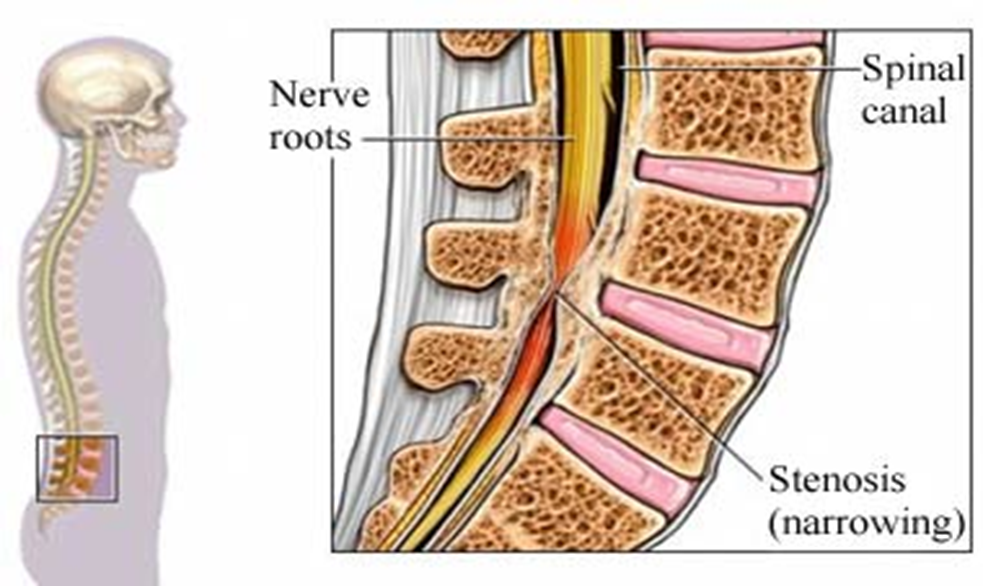 Nerve
roots
Spinal
canal
Stenosis
(narrowing)